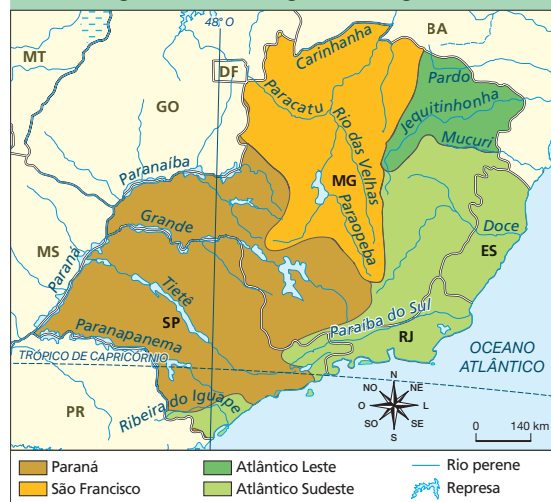 48° O
BA
MT
DF
Carinhanha
Pardo
GO
Paracatu
Jequitinhonha
Rio das Velhas
Mucuri
Paranaíba
MG
Paraopeba
Grande
Doce
MS
ES
Paraná
Tietê
SP
Paraíba do Sul
Paranapanema
RJ
TRÓPICO DE CAPRICÓRNIO
OCEANO
ATLÂNTICO
PR
Ribeira do Iguape
N
NO NE
O L
SO SE
S
0 140 km
Paraná
São Francisco
Atlântico Leste
Atlântico Sudeste
Rio perene
Represa